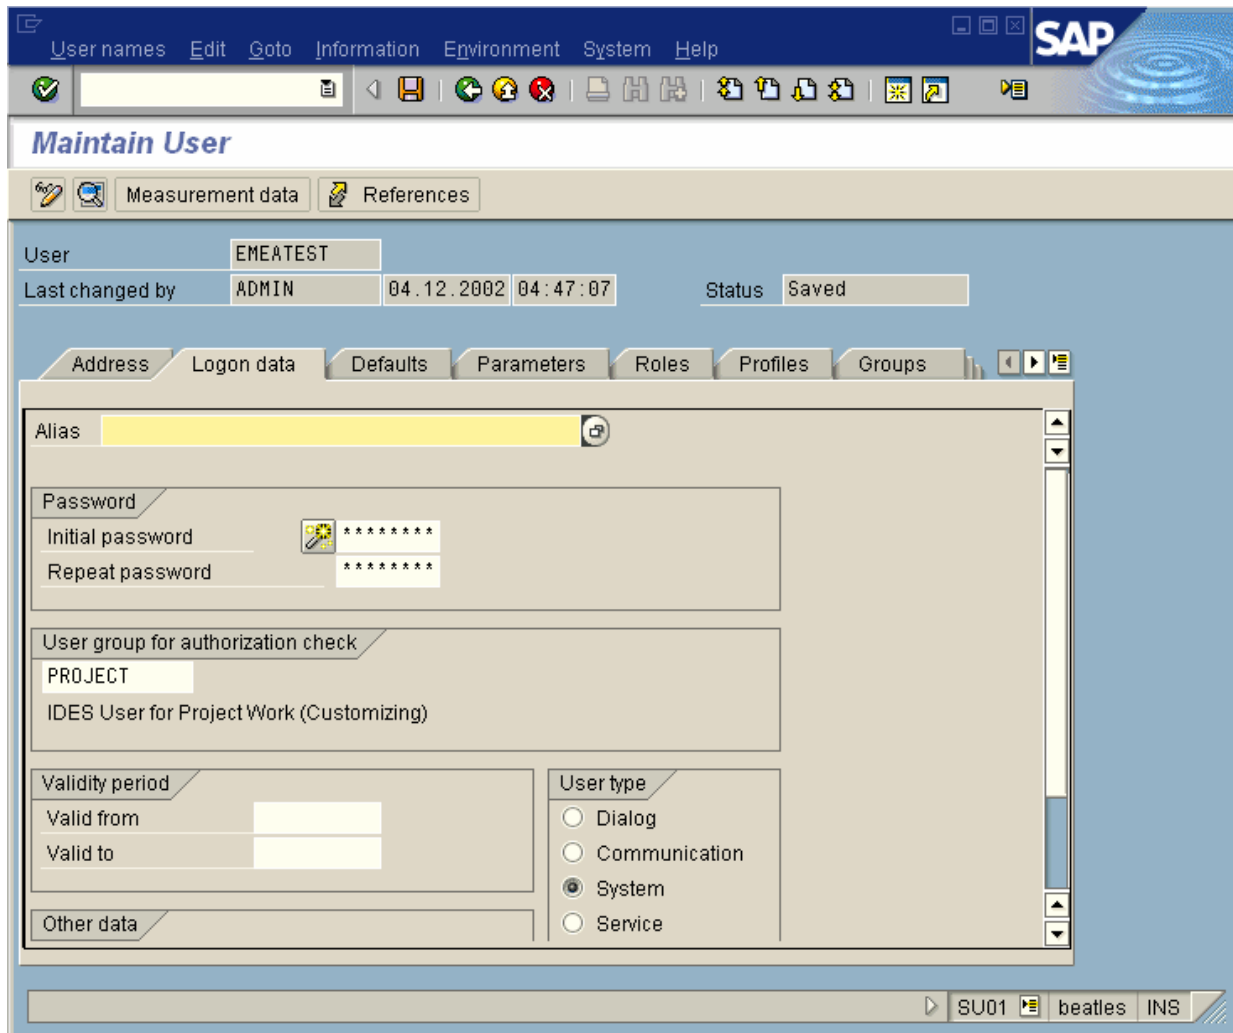 User names Edit Goto Information Environment System Help
SAP
Maintain User
Measurement data References
User EMEATEST
Last changed by ADMIN 04.12.2002 04:47:07 Status Saved
Address Logon data Defaults Parameters Roles Profiles Groups
Alias
Password
Initial password ********
Repeat password ********
User group for authorization check
PROJECT
IDES User for Project Work (Customizing)
Validity period User type
Valid from Dialog
Valid to Communication
System
Other data Service
SU01 beatles INS